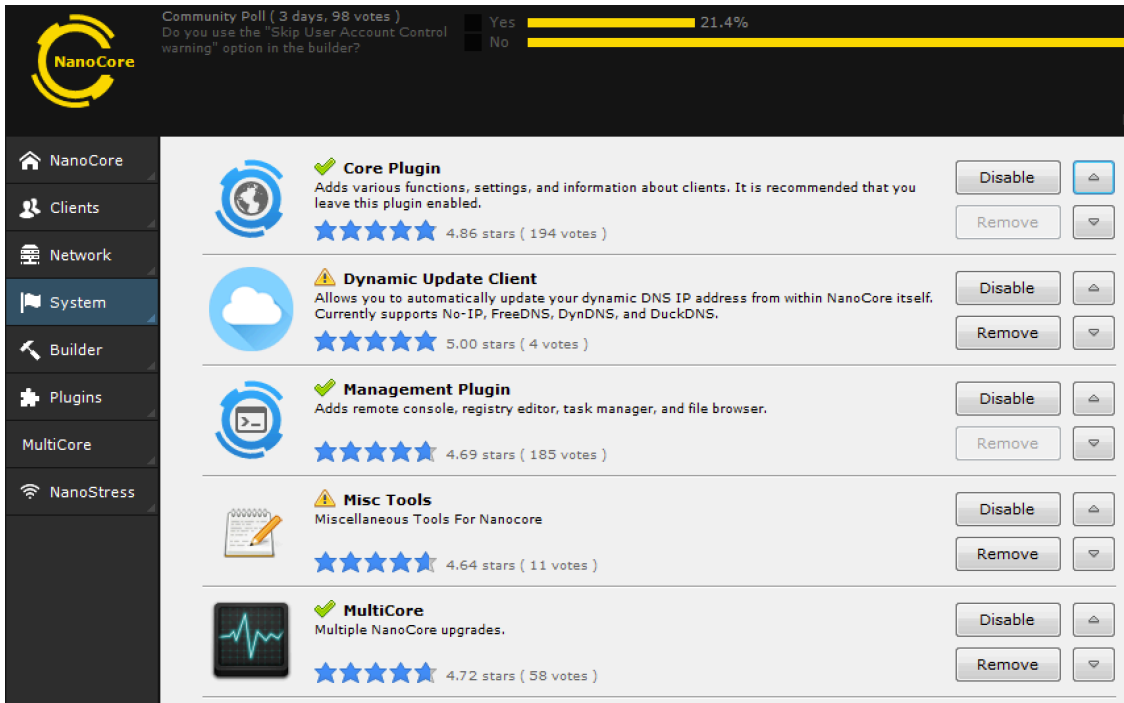 NanoCore
Community Poll ( 3 days, 98 votes )
Do you use the "Skip User Account Control
warning" option in the builder?
Yes
21.4%
No
NanoCore
Clients
Network
System
Builder
Plugins
MultiCore
NanoStress
Core Plugin
Adds various functions, settings, and information about clients. It is recommended that you
leave this plugin enabled.
4.86 stars ( 194 votes )
Disable
Remove
Dynamic Update Client
Allows you to automatically update your dynamic DNS IP address from within NanoCore itself.
Currently supports No-IP, FreeDNS, DynDNS, and DuckDNS.
5.00 stars ( 4 votes )
Disable
Remove
Management Plugin
Adds remote console, registry editor, task manager, and file browser.
4.69 stars ( 185 votes )
Disable
Remove
Misc Tools
Miscellaneous Tools For Nanocore
4.64 stars ( 11 votes )
Disable
Remove
MultiCore
Multiple NanoCore upgrades.
4.72 stars ( 58 votes )
Disable
Remove